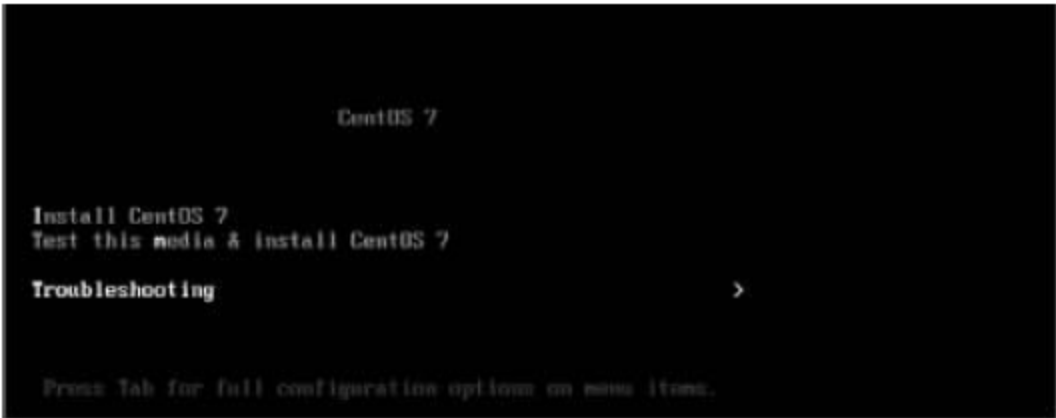 CentOS 7
Install CentOS 7
Test this media & install CentOS 7
Troubleshooting >
Press Tab for full configuration options on menu items.